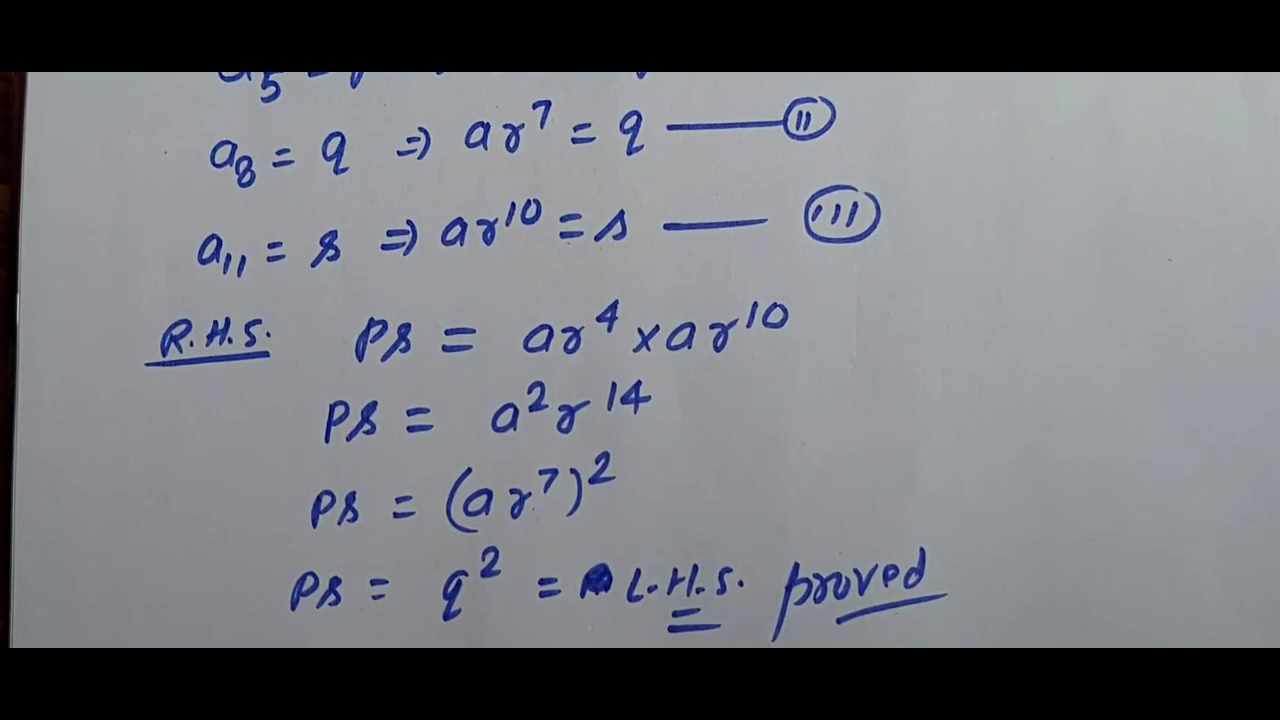 a₈ = q ⇒ ar⁷ = q —— (ii)
a₁₁ = s ⇒ ar¹⁰ = s —— (iii)
R.H.S. ps = ar⁴ × ar¹⁰
ps = a²r¹⁴
ps = (ar⁷)²
ps = q² = L.H.S. proved